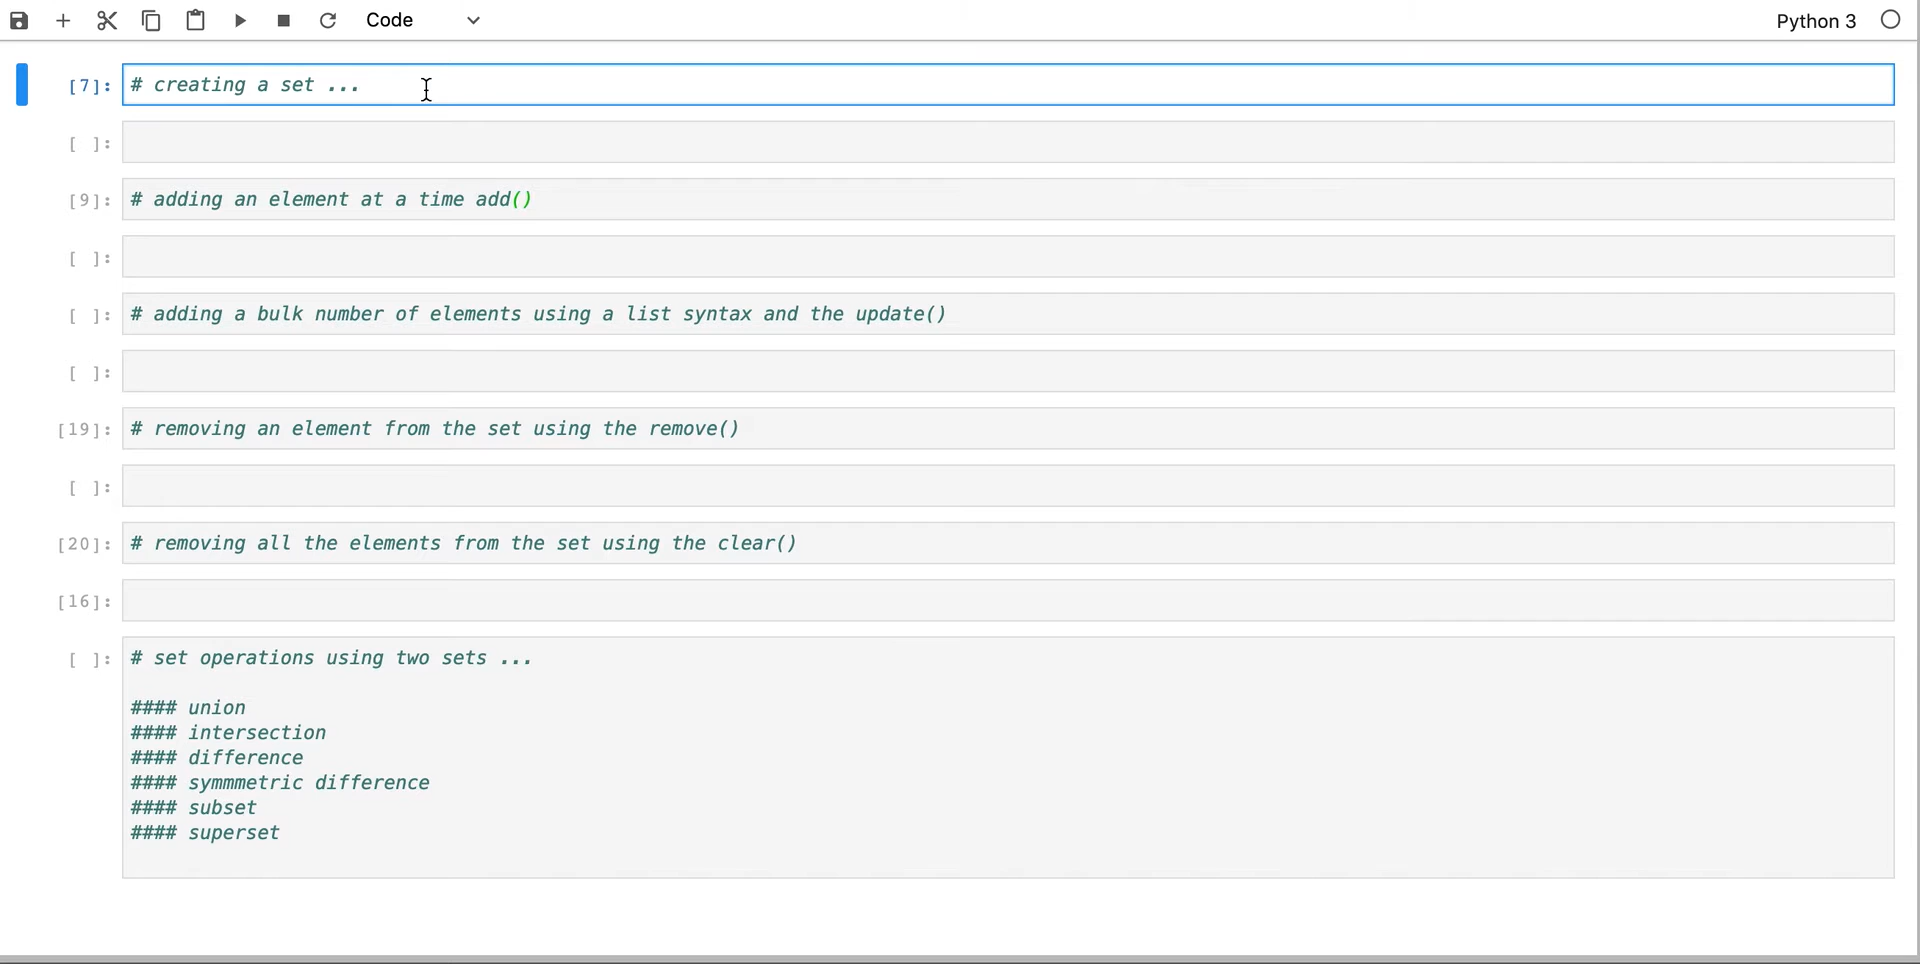 Code
Python 3
[7]: # creating a set ...
[ ]:
[9]: # adding an element at a time add()
[ ]:
[ ]: # adding a bulk number of elements using a list syntax and the update()
[ ]:
[19]: # removing an element from the set using the remove()
[ ]:
[20]: # removing all the elements from the set using the clear()
[16]:
[ ]: # set operations using two sets ...
#### union
#### intersection
#### difference
#### symmmetric difference
#### subset
#### superset